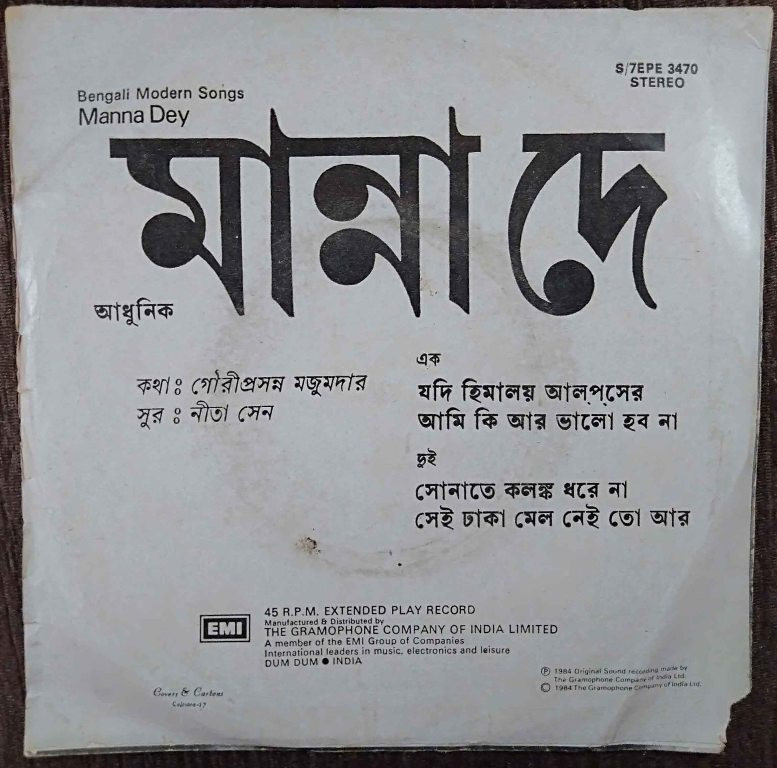 S/7EPE 3470
STEREO
Bengali Modern Songs
Manna Dey
মান্না দে
আধুনিক
কথা : গৌরীপ্রসন্ন মজুমদার
সুর : নীতা সেন
এক
যদি হিমালয় আল্পসের
আমি কি আর ভালো হব না
দুই
সোনাতে কলঙ্ক ধরে না
সেই ঢাকা মেল নেই তো আর
EMI
45 R.P.M. EXTENDED PLAY RECORD
Manufactured & Distributed by
THE GRAMOPHONE COMPANY OF INDIA LIMITED
A member of the EMI Group of Companies
International leaders in music, electronics and leisure
DUM DUM ● INDIA
Ⓟ 1984 Original Sound recording made by
The Gramophone Company of India Ltd.
© 1984 The Gramophone Company of India Ltd.
Covers & Cartons